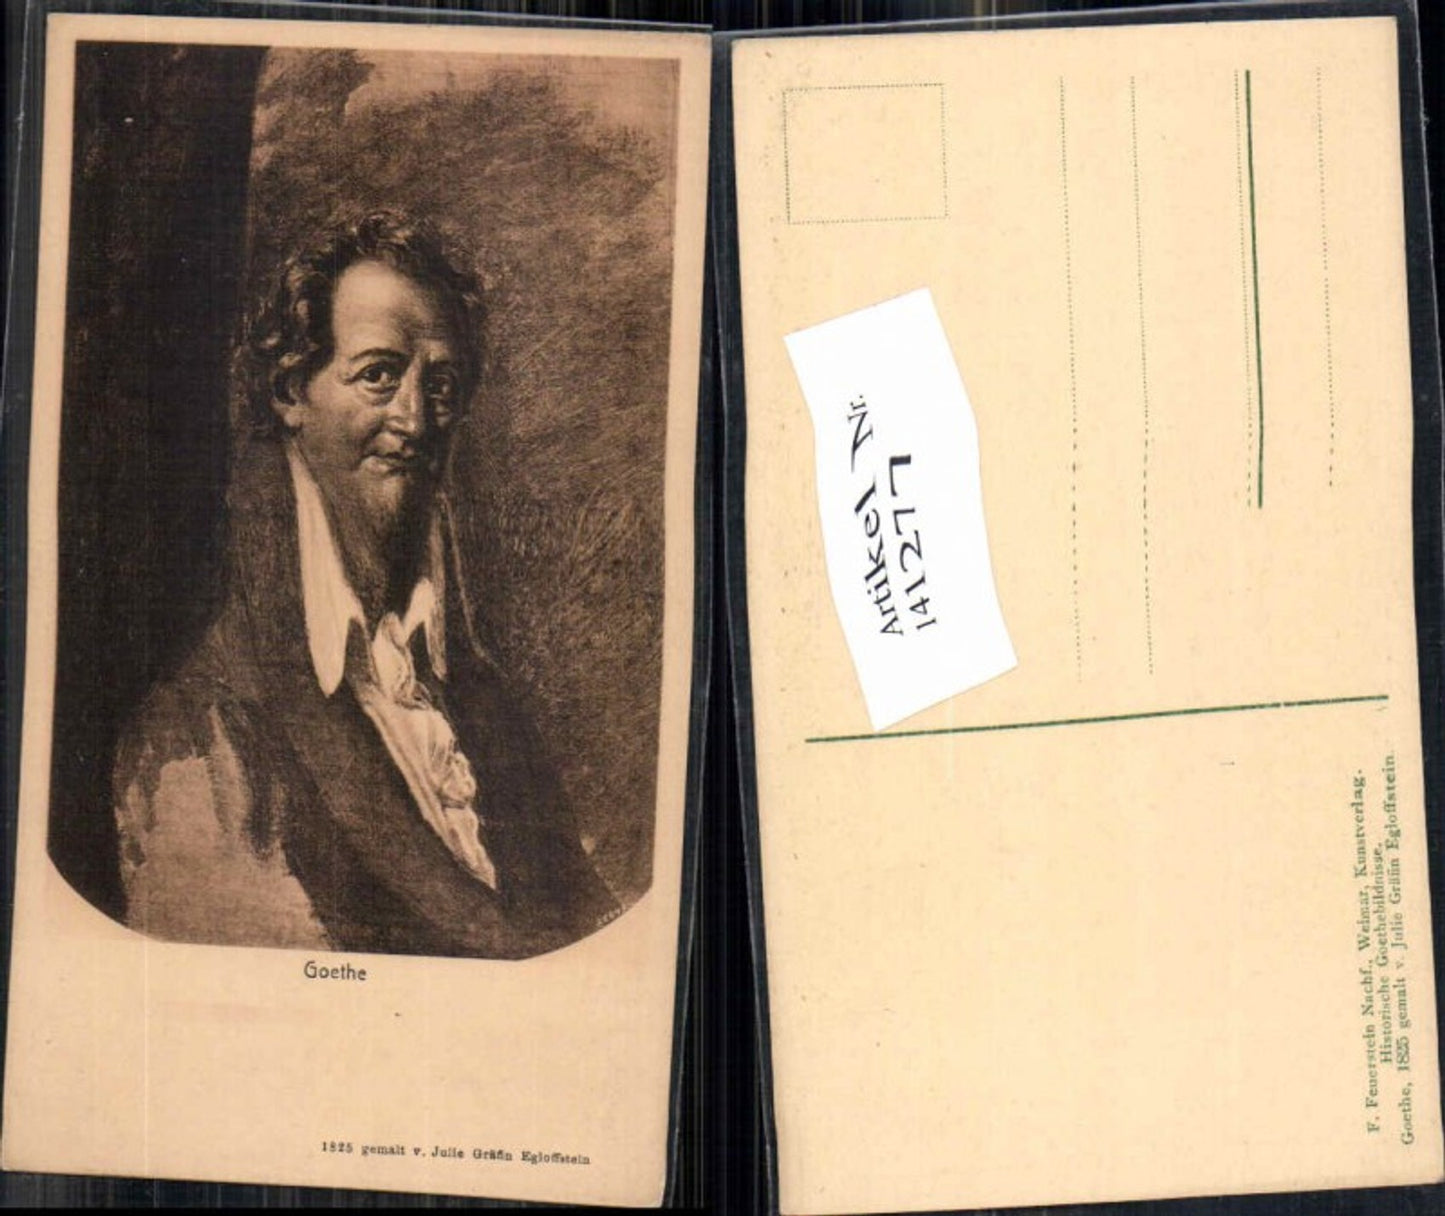 Goethe
1825 gemalt v. Julie Gräfin Egloffstein
Artikel Nr.
141277
F. Feuerstein Nachf., Weimar, Kunstverlag.
Historische Goethebildnisse.
Goethe, 1825 gemalt v. Julie Gräfin Egloffstein.